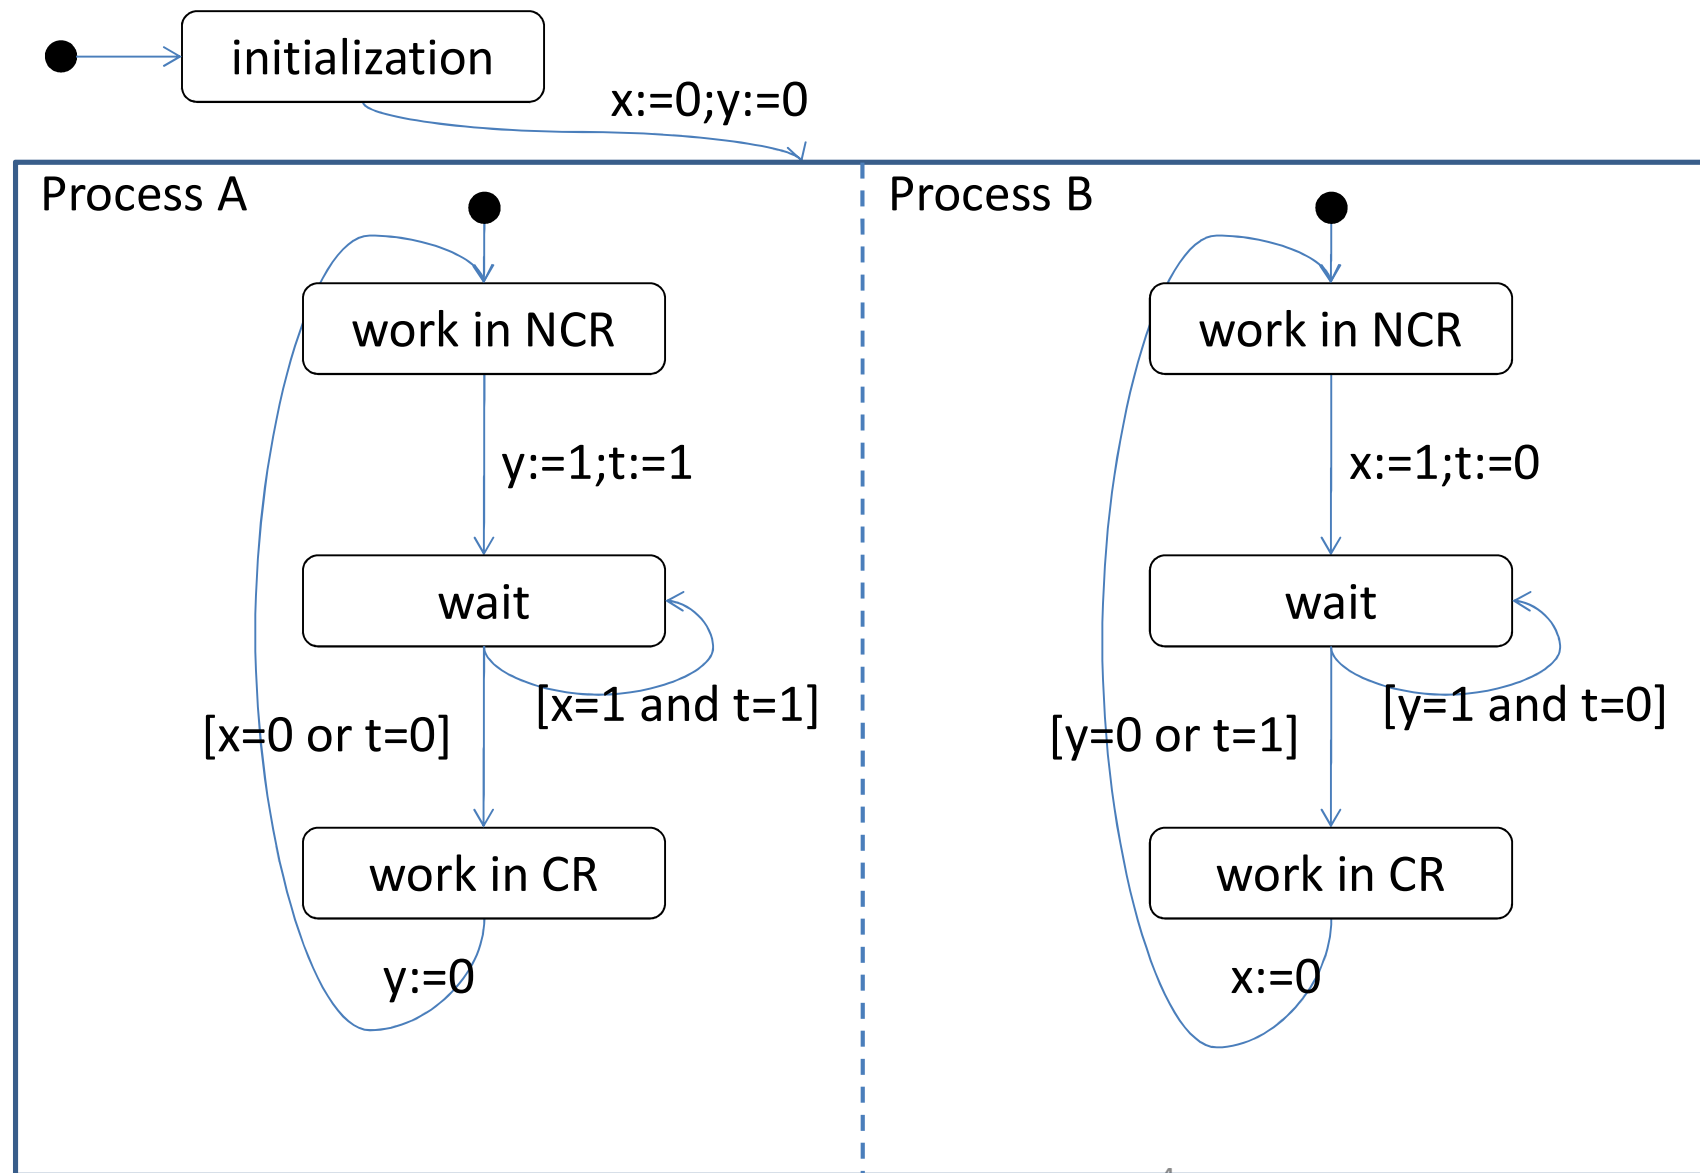 initialization
x:=0;y:=0
Process A
work in NCR
y:=1;t:=1
wait
[x=1 and t=1]
[x=0 or t=0]
work in CR
y:=0
Process B
work in NCR
x:=1;t:=0
wait
[y=1 and t=0]
[y=0 or t=1]
work in CR
x:=0